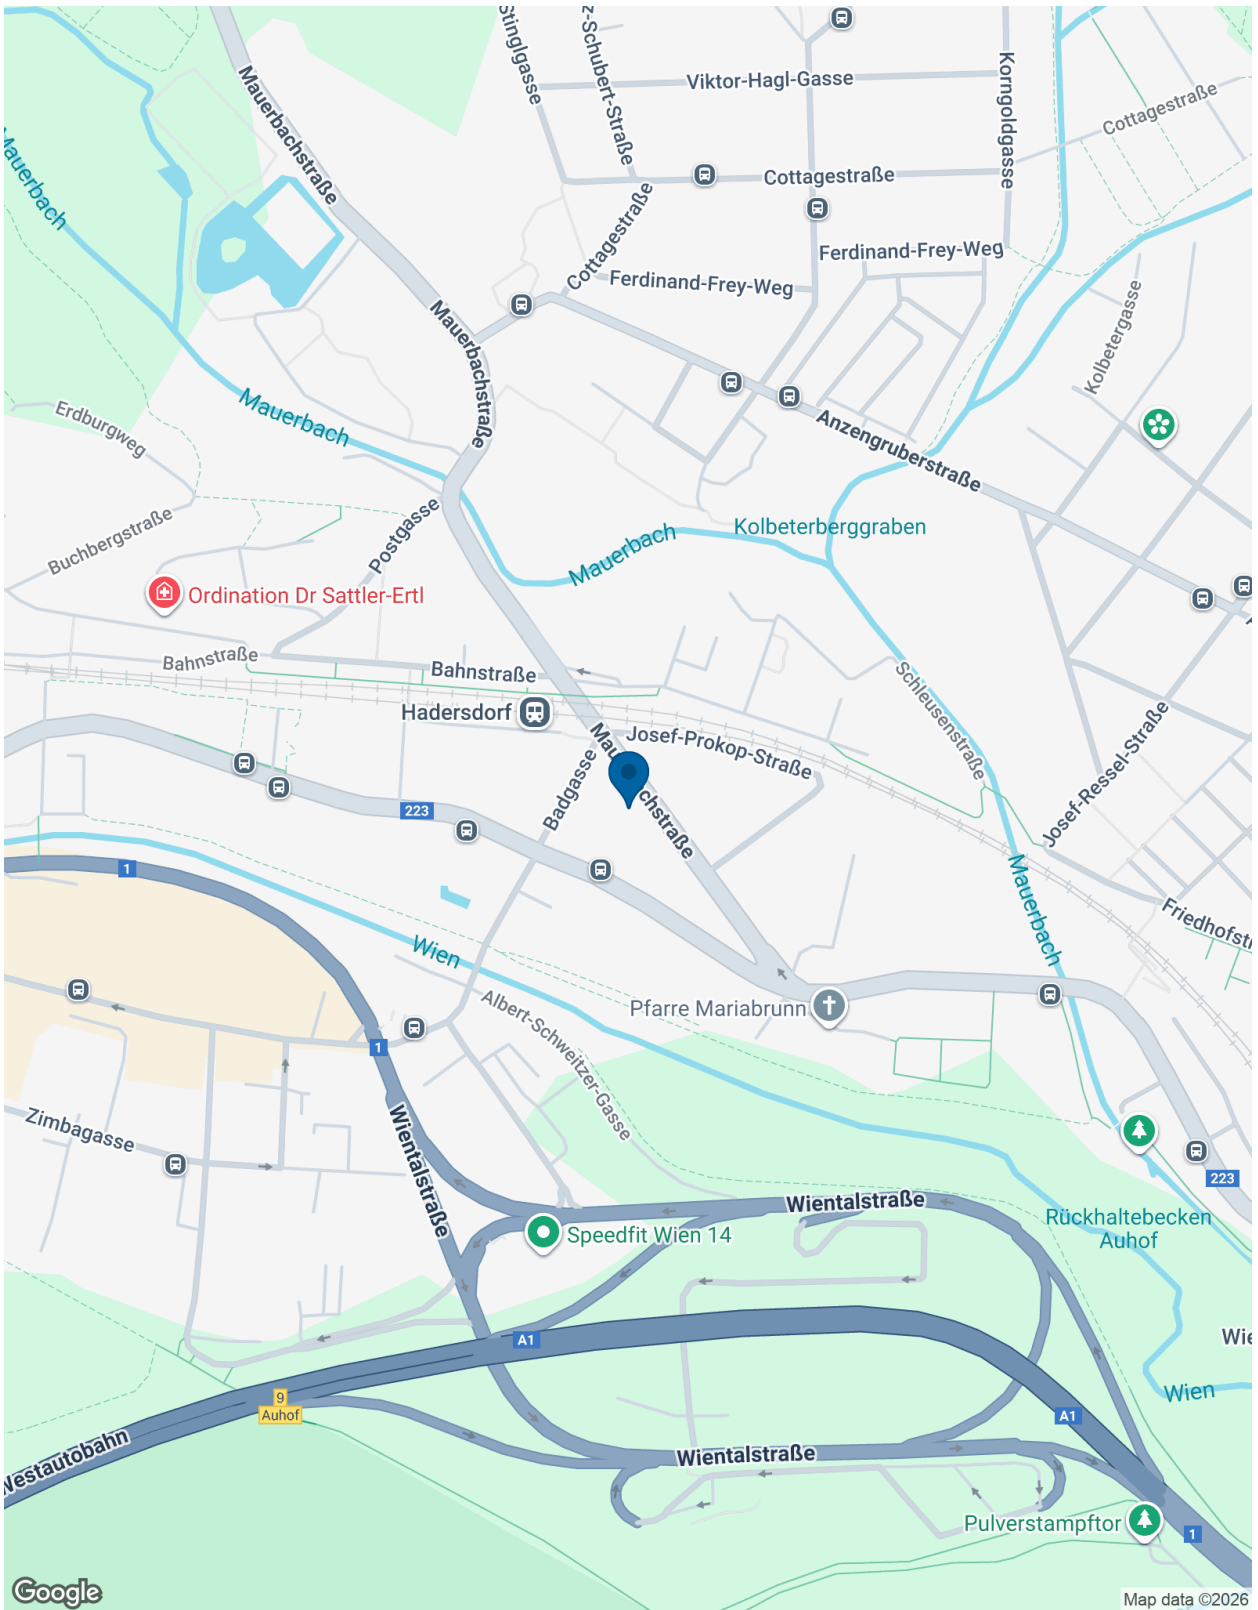 Stinglgasse
z-Schubert-Straße
Viktor-Hagl-Gasse
Korngoldgasse
Cottagestraße
Mauerbachstraße
Mauerbach
Cottagestraße
Cottagestraße
Ferdinand-Frey-Weg
Ferdinand-Frey-Weg
Kolbetergasse
Mauerbachstraße
Mauerbach
Erdburgweg
Anzengruberstraße
Postgasse
Buchbergstraße
Mauerbach
Kolbeterberggraben
Ordination Dr Sattler-Ertl
Bahnstraße
Bahnstraße
Schleusenstraße
Hadersdorf
Josef-Prokop-Straße
Josef-Ressel-Straße
Mau
chstraße
Badgasse
223
1
Mauerbach
Friedhofstr
Wien
Pfarre Mariabrunn
Albert-Schweitzer-Gasse
1
Zimbagasse
Wientalstraße
223
Wientalstraße
Rückhaltebecken
Auhof
Speedfit Wien 14
A1
Wie
Wien
9
Auhof
A1
Westautobahn
Wientalstraße
Pulverstampftor
1
Google
Map data ©2026